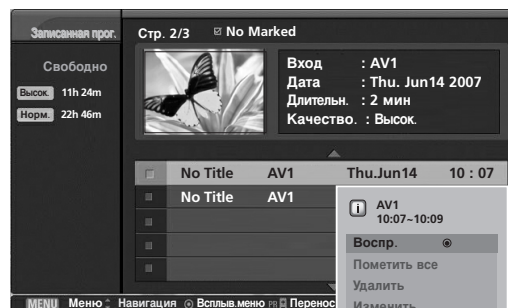 Записанная прог.
Стр. 2/3 No Marked
Свободно
Высок. 11h 24m
Норм. 22h 46m
Вход : AV1
Дата : Thu. Jun14 2007
Длительн. : 2 мин
Качество. : Высок.
No Title AV1 Thu.Jun14 10 : 07
No Title AV1
i AV1
10:07~10:09
Воспр.
Пометить все
Удалить
Изменить
MENU Меню Навигация Всплыв.меню PR Перенос